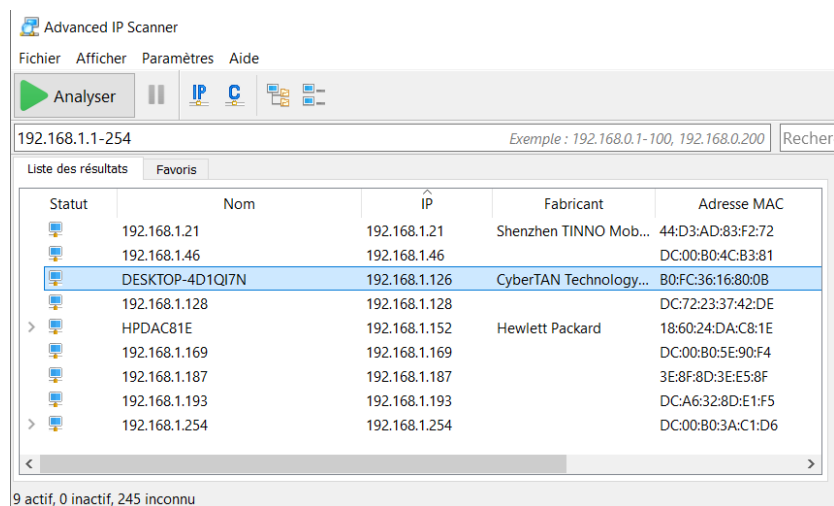 Advanced IP Scanner
Fichier Afficher Paramètres Aide
Analyser IP C
192.168.1.1-254 Exemple : 192.168.0.1-100, 192.168.0.200 Recher
Liste des résultats Favoris
Statut Nom IP Fabricant Adresse MAC
192.168.1.21 192.168.1.21 Shenzhen TINNO Mob... 44:D3:AD:83:F2:72
192.168.1.46 192.168.1.46 DC:00:B0:4C:B3:81
DESKTOP-4D1QI7N 192.168.1.126 CyberTAN Technology... B0:FC:36:16:80:0B
192.168.1.128 192.168.1.128 DC:72:23:37:42:DE
HPDAC81E 192.168.1.152 Hewlett Packard 18:60:24:DA:C8:1E
192.168.1.169 192.168.1.169 DC:00:B0:5E:90:F4
192.168.1.187 192.168.1.187 3E:8F:8D:3E:E5:8F
192.168.1.193 192.168.1.193 DC:A6:32:8D:E1:F5
192.168.1.254 192.168.1.254 DC:00:B0:3A:C1:D6
9 actif, 0 inactif, 245 inconnu